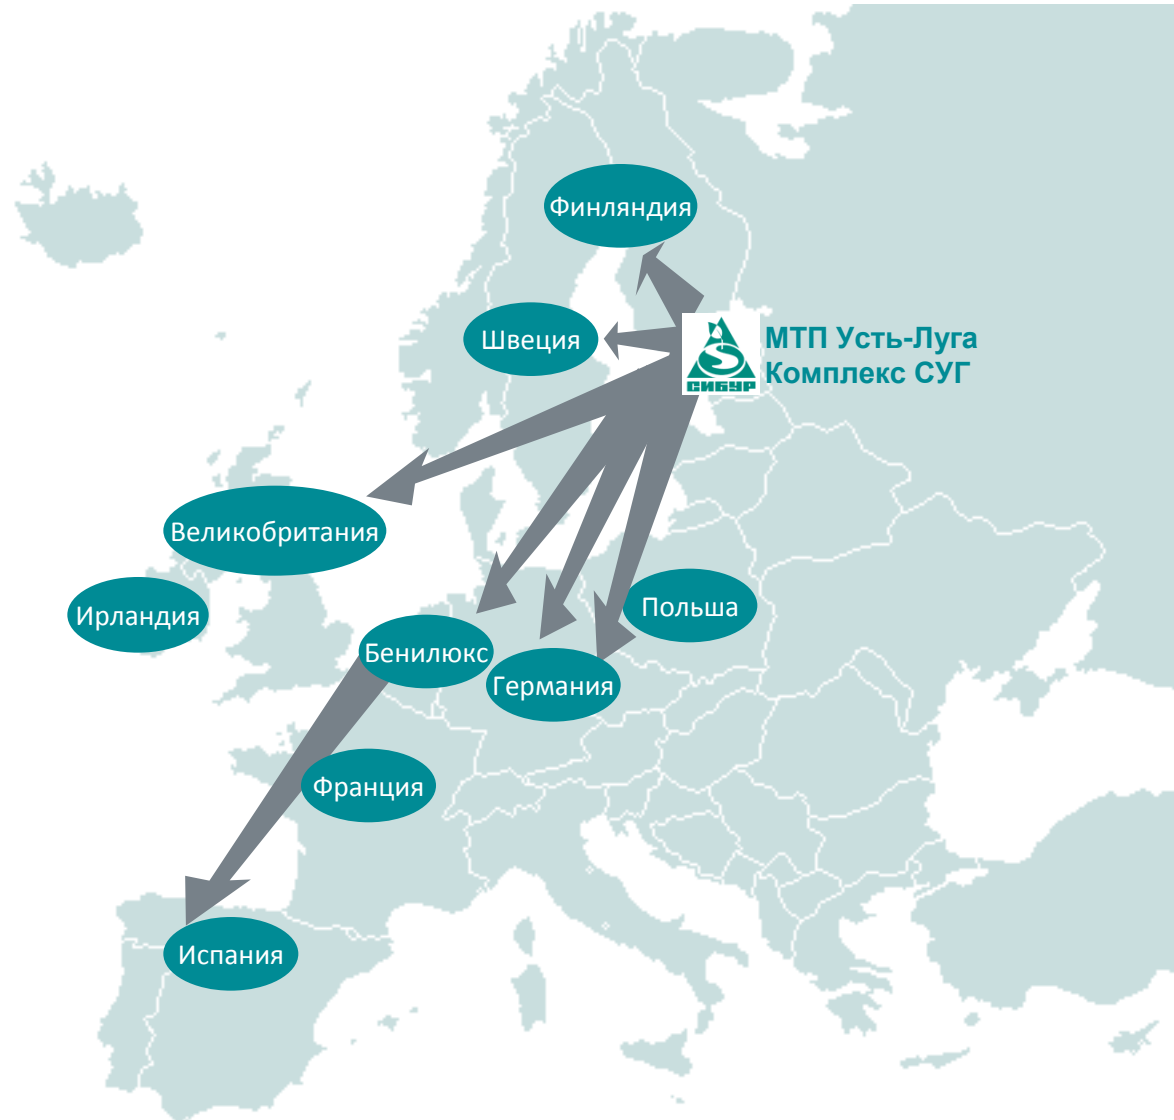 Финляндия
Швеция
СИБУР
МТП Усть-Луга
Комплекс СУГ
Великобритания
Ирландия
Польша
Бенилюкс
Германия
Франция
Испания